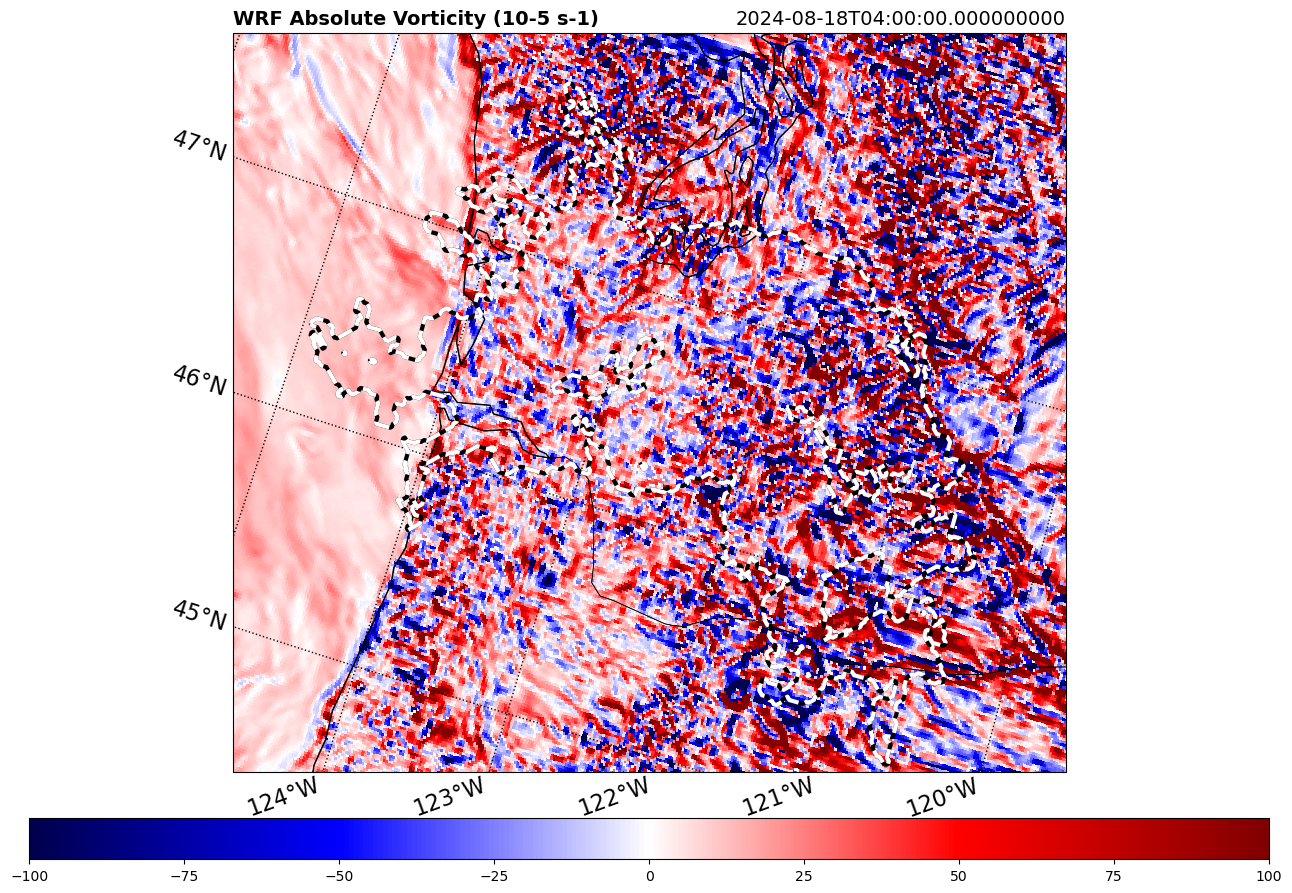 WRF Absolute Vorticity (10-5 s-1) 2024-08-18T04:00:00.000000000
47°N
46°N
45°N
124°W 123°W 122°W 121°W 120°W
−100 −75 −50 −25 0 25 50 75 100